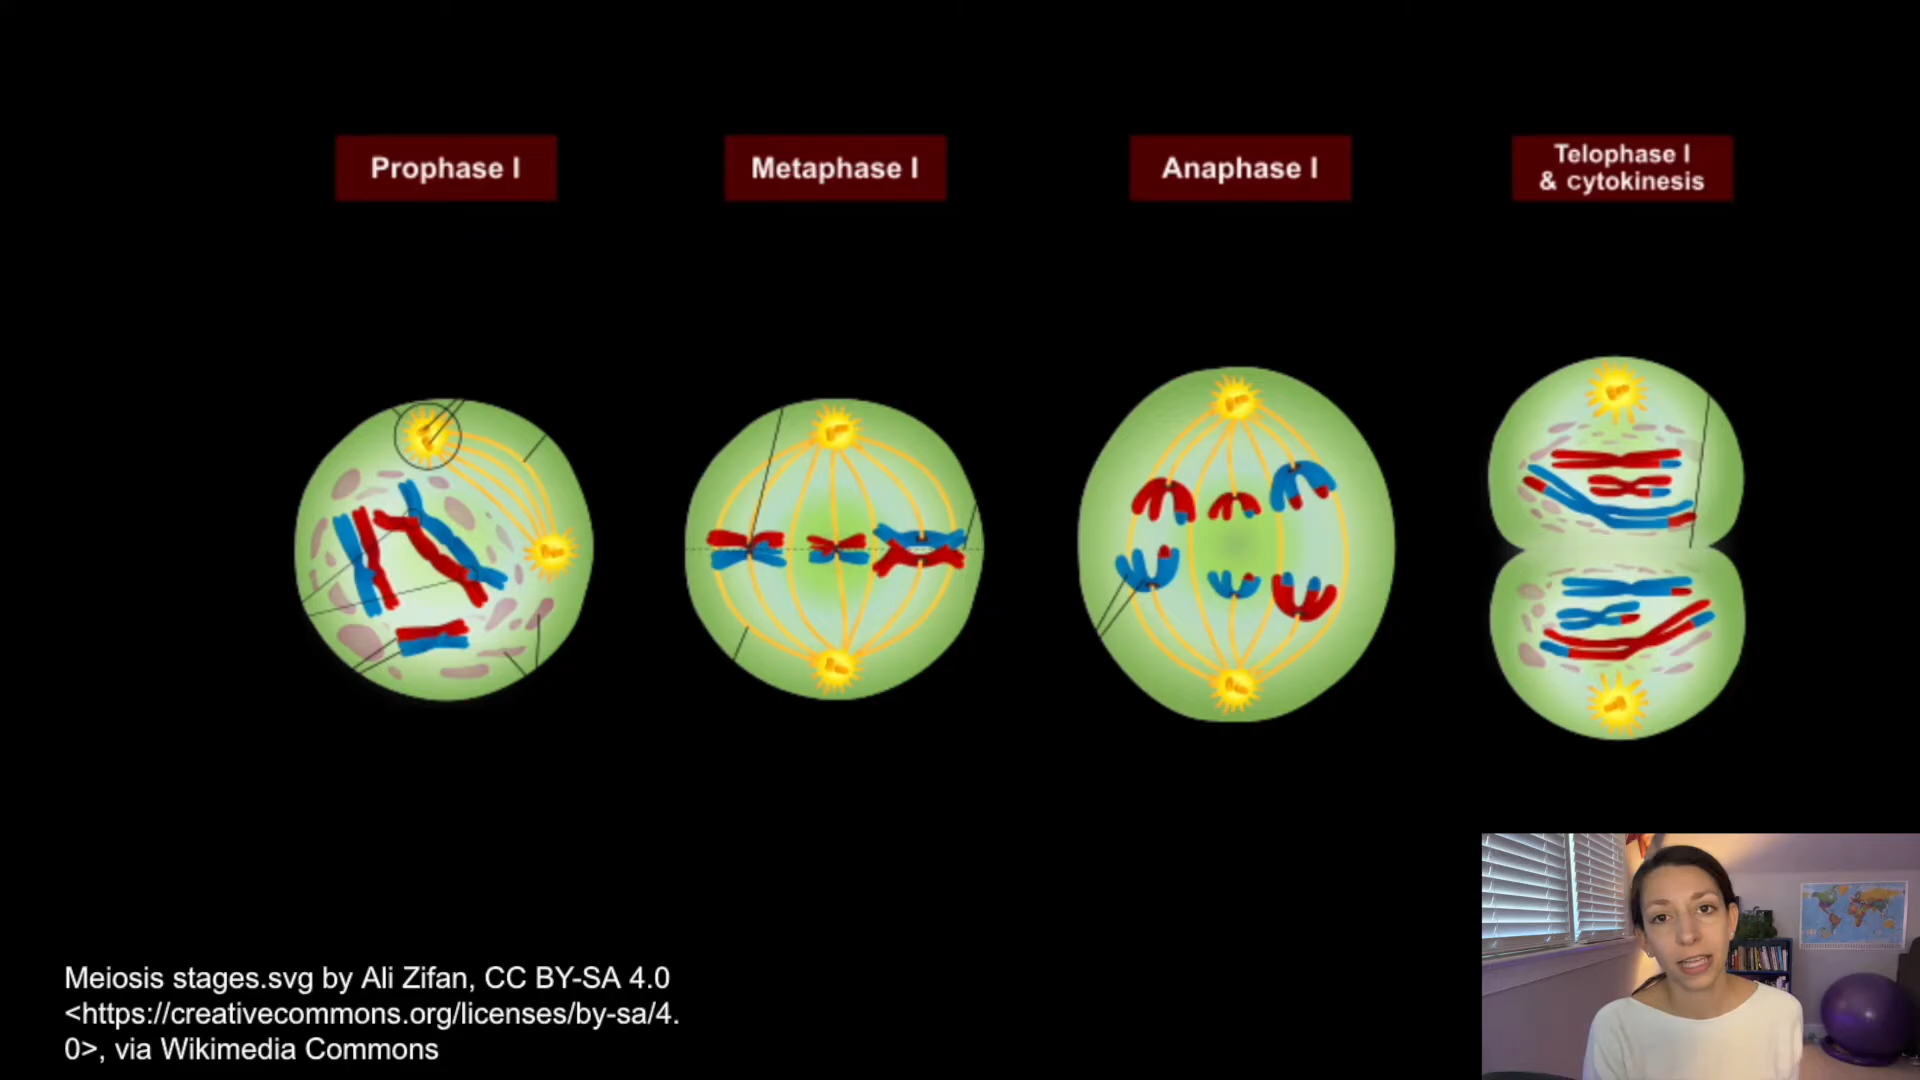 Prophase I
Metaphase I
Anaphase I
Telophase I
& cytokinesis
Meiosis stages.svg by Ali Zifan, CC BY-SA 4.0
<https://creativecommons.org/licenses/by-sa/4.
0>, via Wikimedia Commons